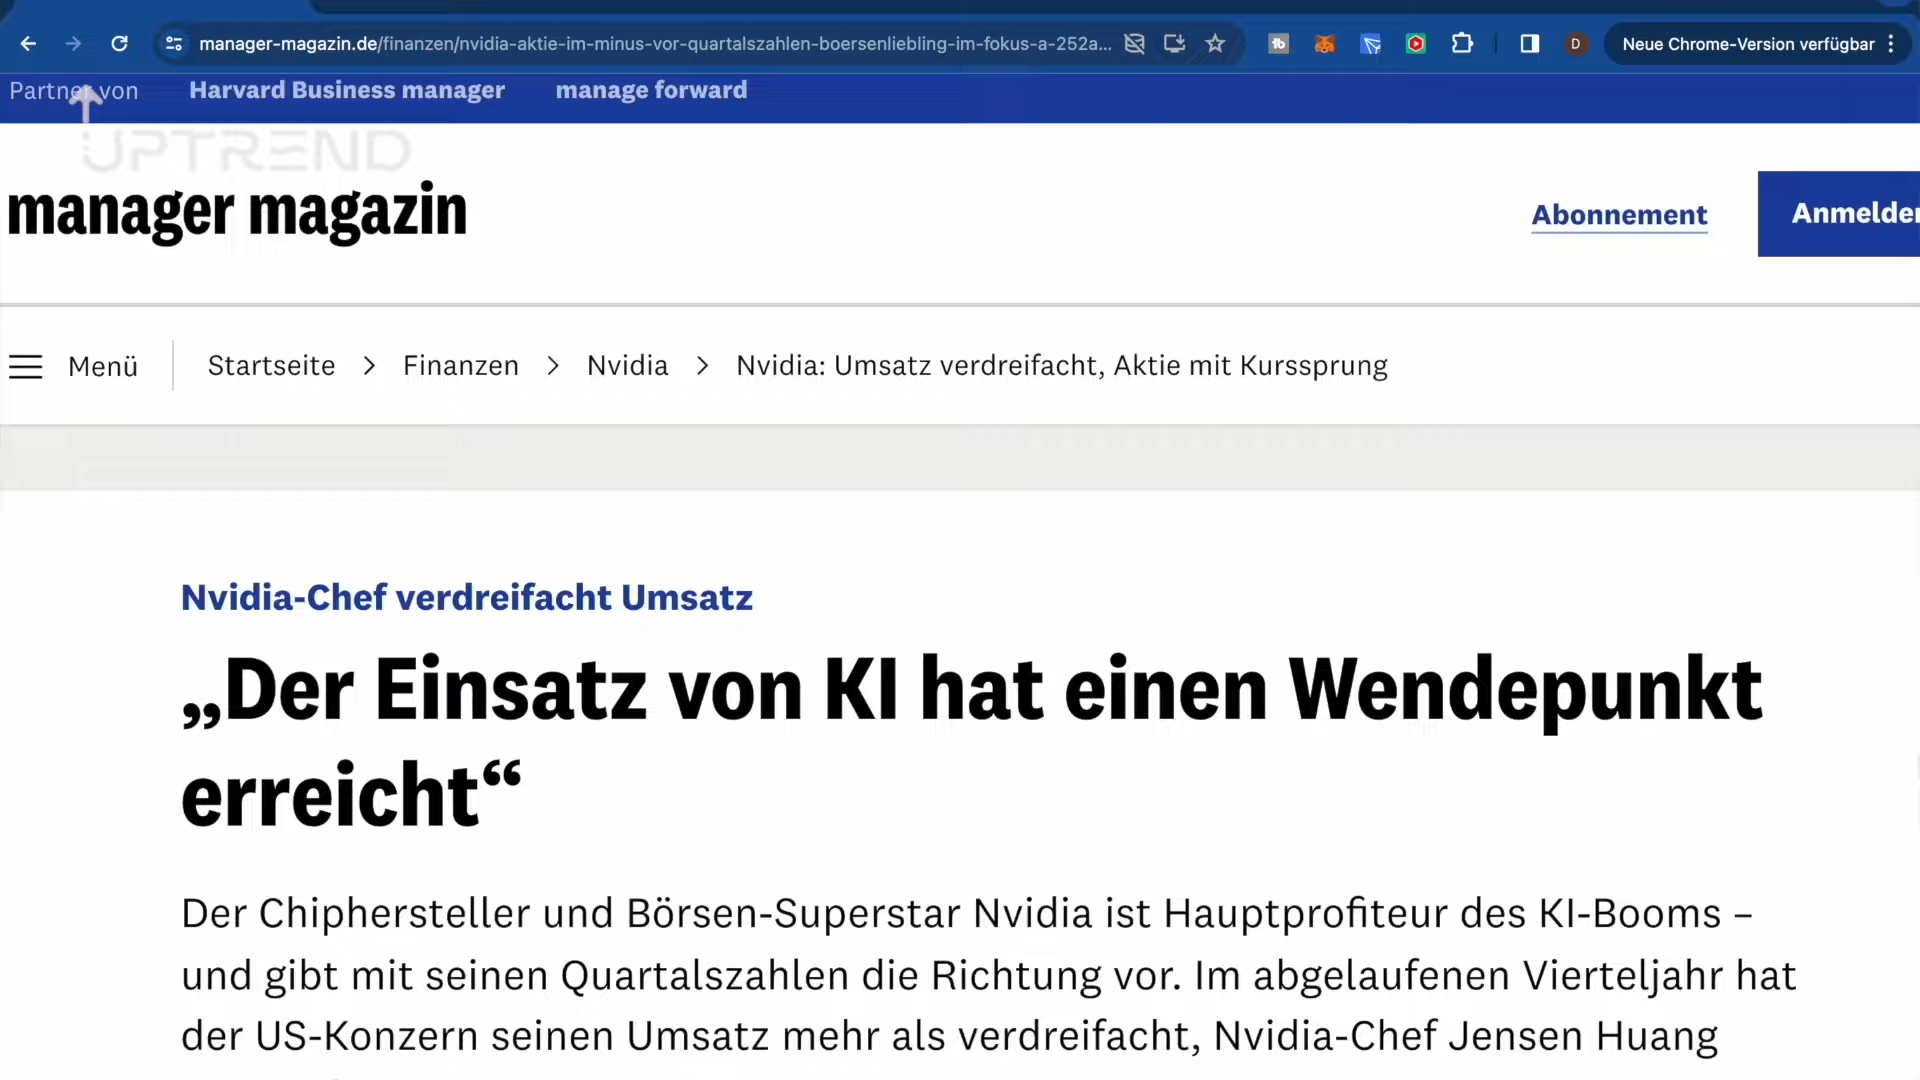 manager-magazin.de/finanzen/nvidia-aktie-im-minus-vor-quartalszahlen-boersenliebling-im-fokus-a-252a...
tb
D
Neue Chrome-Version verfügbar
Partner von
Harvard Business manager
manage forward
UPTREND
manager magazin
Abonnement
Anmelden
Menü
Startseite > Finanzen > Nvidia > Nvidia: Umsatz verdreifacht, Aktie mit Kurssprung
Nvidia-Chef verdreifacht Umsatz
„Der Einsatz von KI hat einen Wendepunkt
erreicht“
Der Chiphersteller und Börsen-Superstar Nvidia ist Hauptprofiteur des KI-Booms –
und gibt mit seinen Quartalszahlen die Richtung vor. Im abgelaufenen Vierteljahr hat
der US-Konzern seinen Umsatz mehr als verdreifacht, Nvidia-Chef Jensen Huang